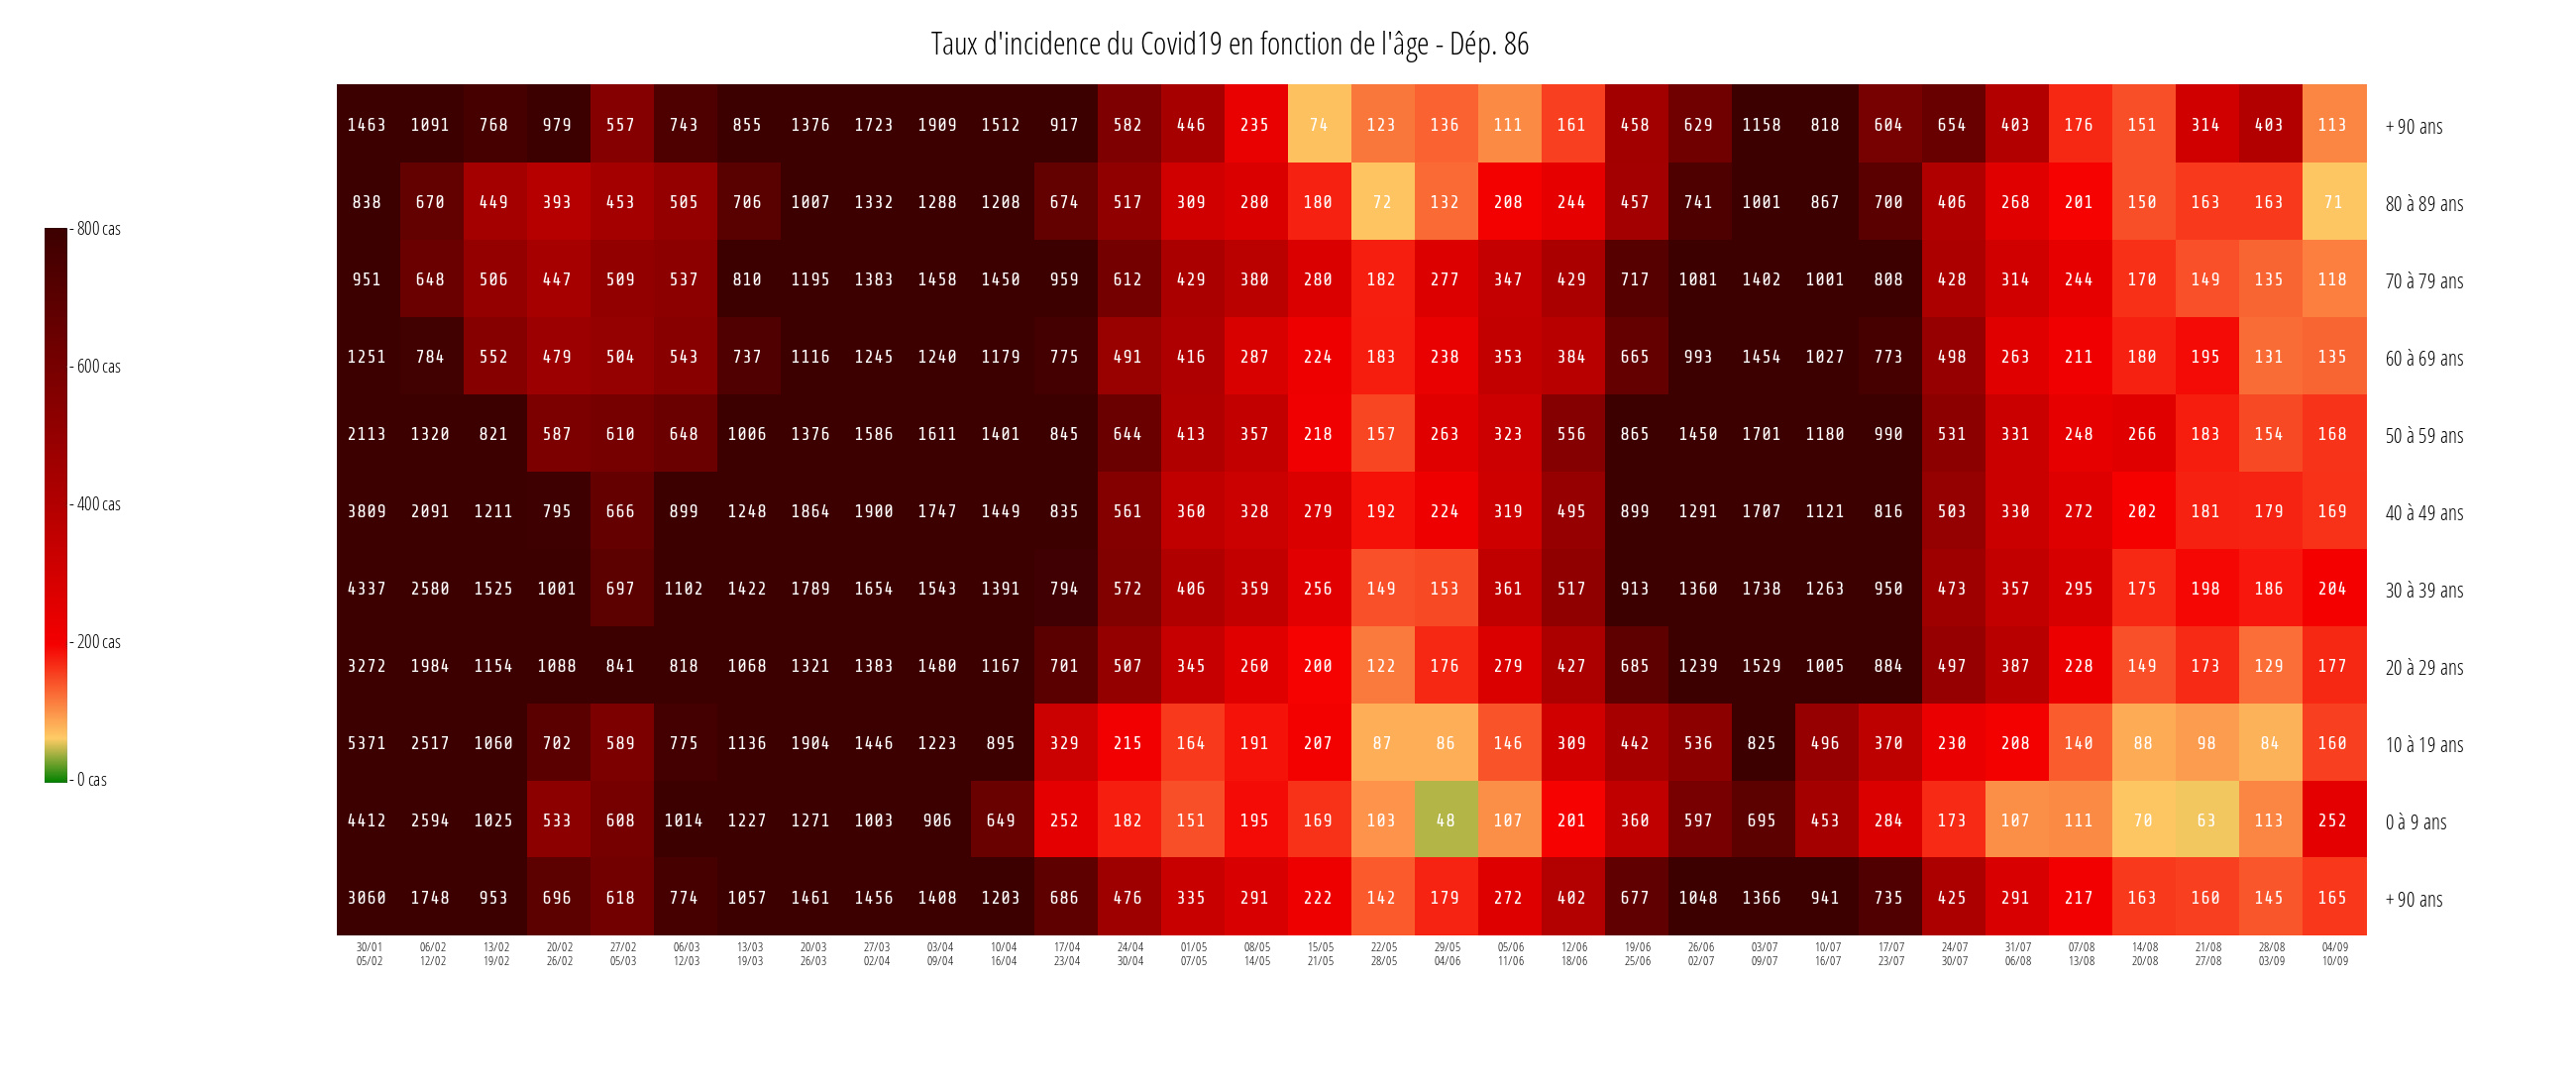 Taux d'incidence du Covid19 en fonction de l'âge - Dép. 86
1463 1091 768 979 557 743 855 1376 1723 1909 1512 917 582 446 235 74 123 136 111 161 458 629 1158 818 604 654 403 176 151 314 403 113 + 90 ans
838 670 449 393 453 505 706 1007 1332 1288 1208 674 517 309 280 180 72 132 208 244 457 741 1001 867 700 406 268 201 150 163 163 71 80 à 89 ans
- 800 cas
951 648 506 447 509 537 810 1195 1383 1458 1450 959 612 429 380 280 182 277 347 429 717 1081 1402 1001 808 428 314 244 170 149 135 118 70 à 79 ans
1251 784 552 479 504 543 737 1116 1245 1240 1179 775 491 416 287 224 183 238 353 384 665 993 1454 1027 773 498 263 211 180 195 131 135 60 à 69 ans
- 600 cas
2113 1320 821 587 610 648 1006 1376 1586 1611 1401 845 644 413 357 218 157 263 323 556 865 1450 1701 1180 990 531 331 248 266 183 154 168 50 à 59 ans
- 400 cas
3809 2091 1211 795 666 899 1248 1864 1900 1747 1449 835 561 360 328 279 192 224 319 495 899 1291 1707 1121 816 503 330 272 202 181 179 169 40 à 49 ans
4337 2580 1525 1001 697 1102 1422 1789 1654 1543 1391 794 572 406 359 256 149 153 361 517 913 1360 1738 1263 950 473 357 295 175 198 186 204 30 à 39 ans
- 200 cas
3272 1984 1154 1088 841 818 1068 1321 1383 1480 1167 701 507 345 260 200 122 176 279 427 685 1239 1529 1005 884 497 387 228 149 173 129 177 20 à 29 ans
5371 2517 1060 702 589 775 1136 1904 1446 1223 895 329 215 164 191 207 87 86 146 309 442 536 825 496 370 230 208 140 88 98 84 160 10 à 19 ans
- 0 cas
4412 2594 1025 533 608 1014 1227 1271 1003 906 649 252 182 151 195 169 103 48 107 201 360 597 695 453 284 173 107 111 70 63 113 252 0 à 9 ans
3060 1748 953 696 618 774 1057 1461 1456 1408 1203 686 476 335 291 222 142 179 272 402 677 1048 1366 941 735 425 291 217 163 160 145 165 + 90 ans
30/01 06/02 13/02 20/02 27/02 06/03 13/03 20/03 27/03 03/04 10/04 17/04 24/04 01/05 08/05 15/05 22/05 29/05 05/06 12/06 19/06 26/06 03/07 10/07 17/07 24/07 31/07 07/08 14/08 21/08 28/08 04/09
05/02 12/02 19/02 26/02 05/03 12/03 19/03 26/03 02/04 09/04 16/04 23/04 30/04 07/05 14/05 21/05 28/05 04/06 11/06 18/06 25/06 02/07 09/07 16/07 23/07 30/07 06/08 13/08 20/08 27/08 03/09 10/09